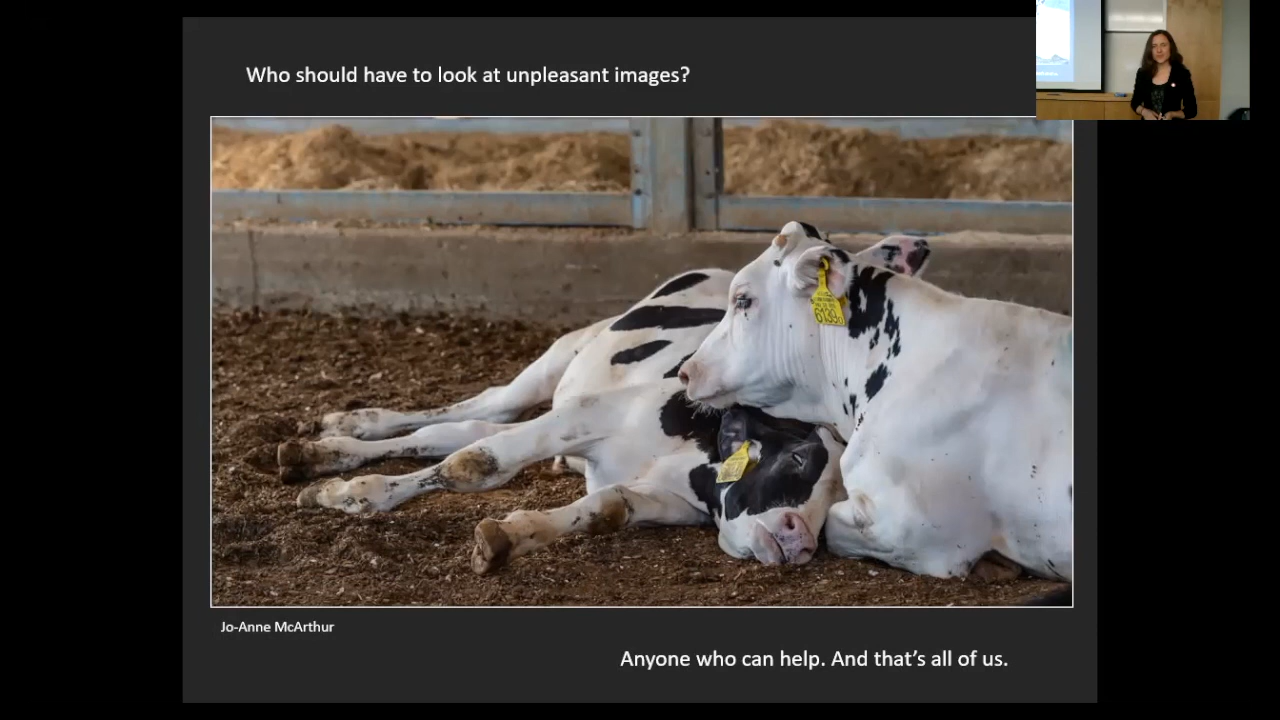 Who should have to look at unpleasant images?
Jo-Anne McArthur
Anyone who can help. And that's all of us.